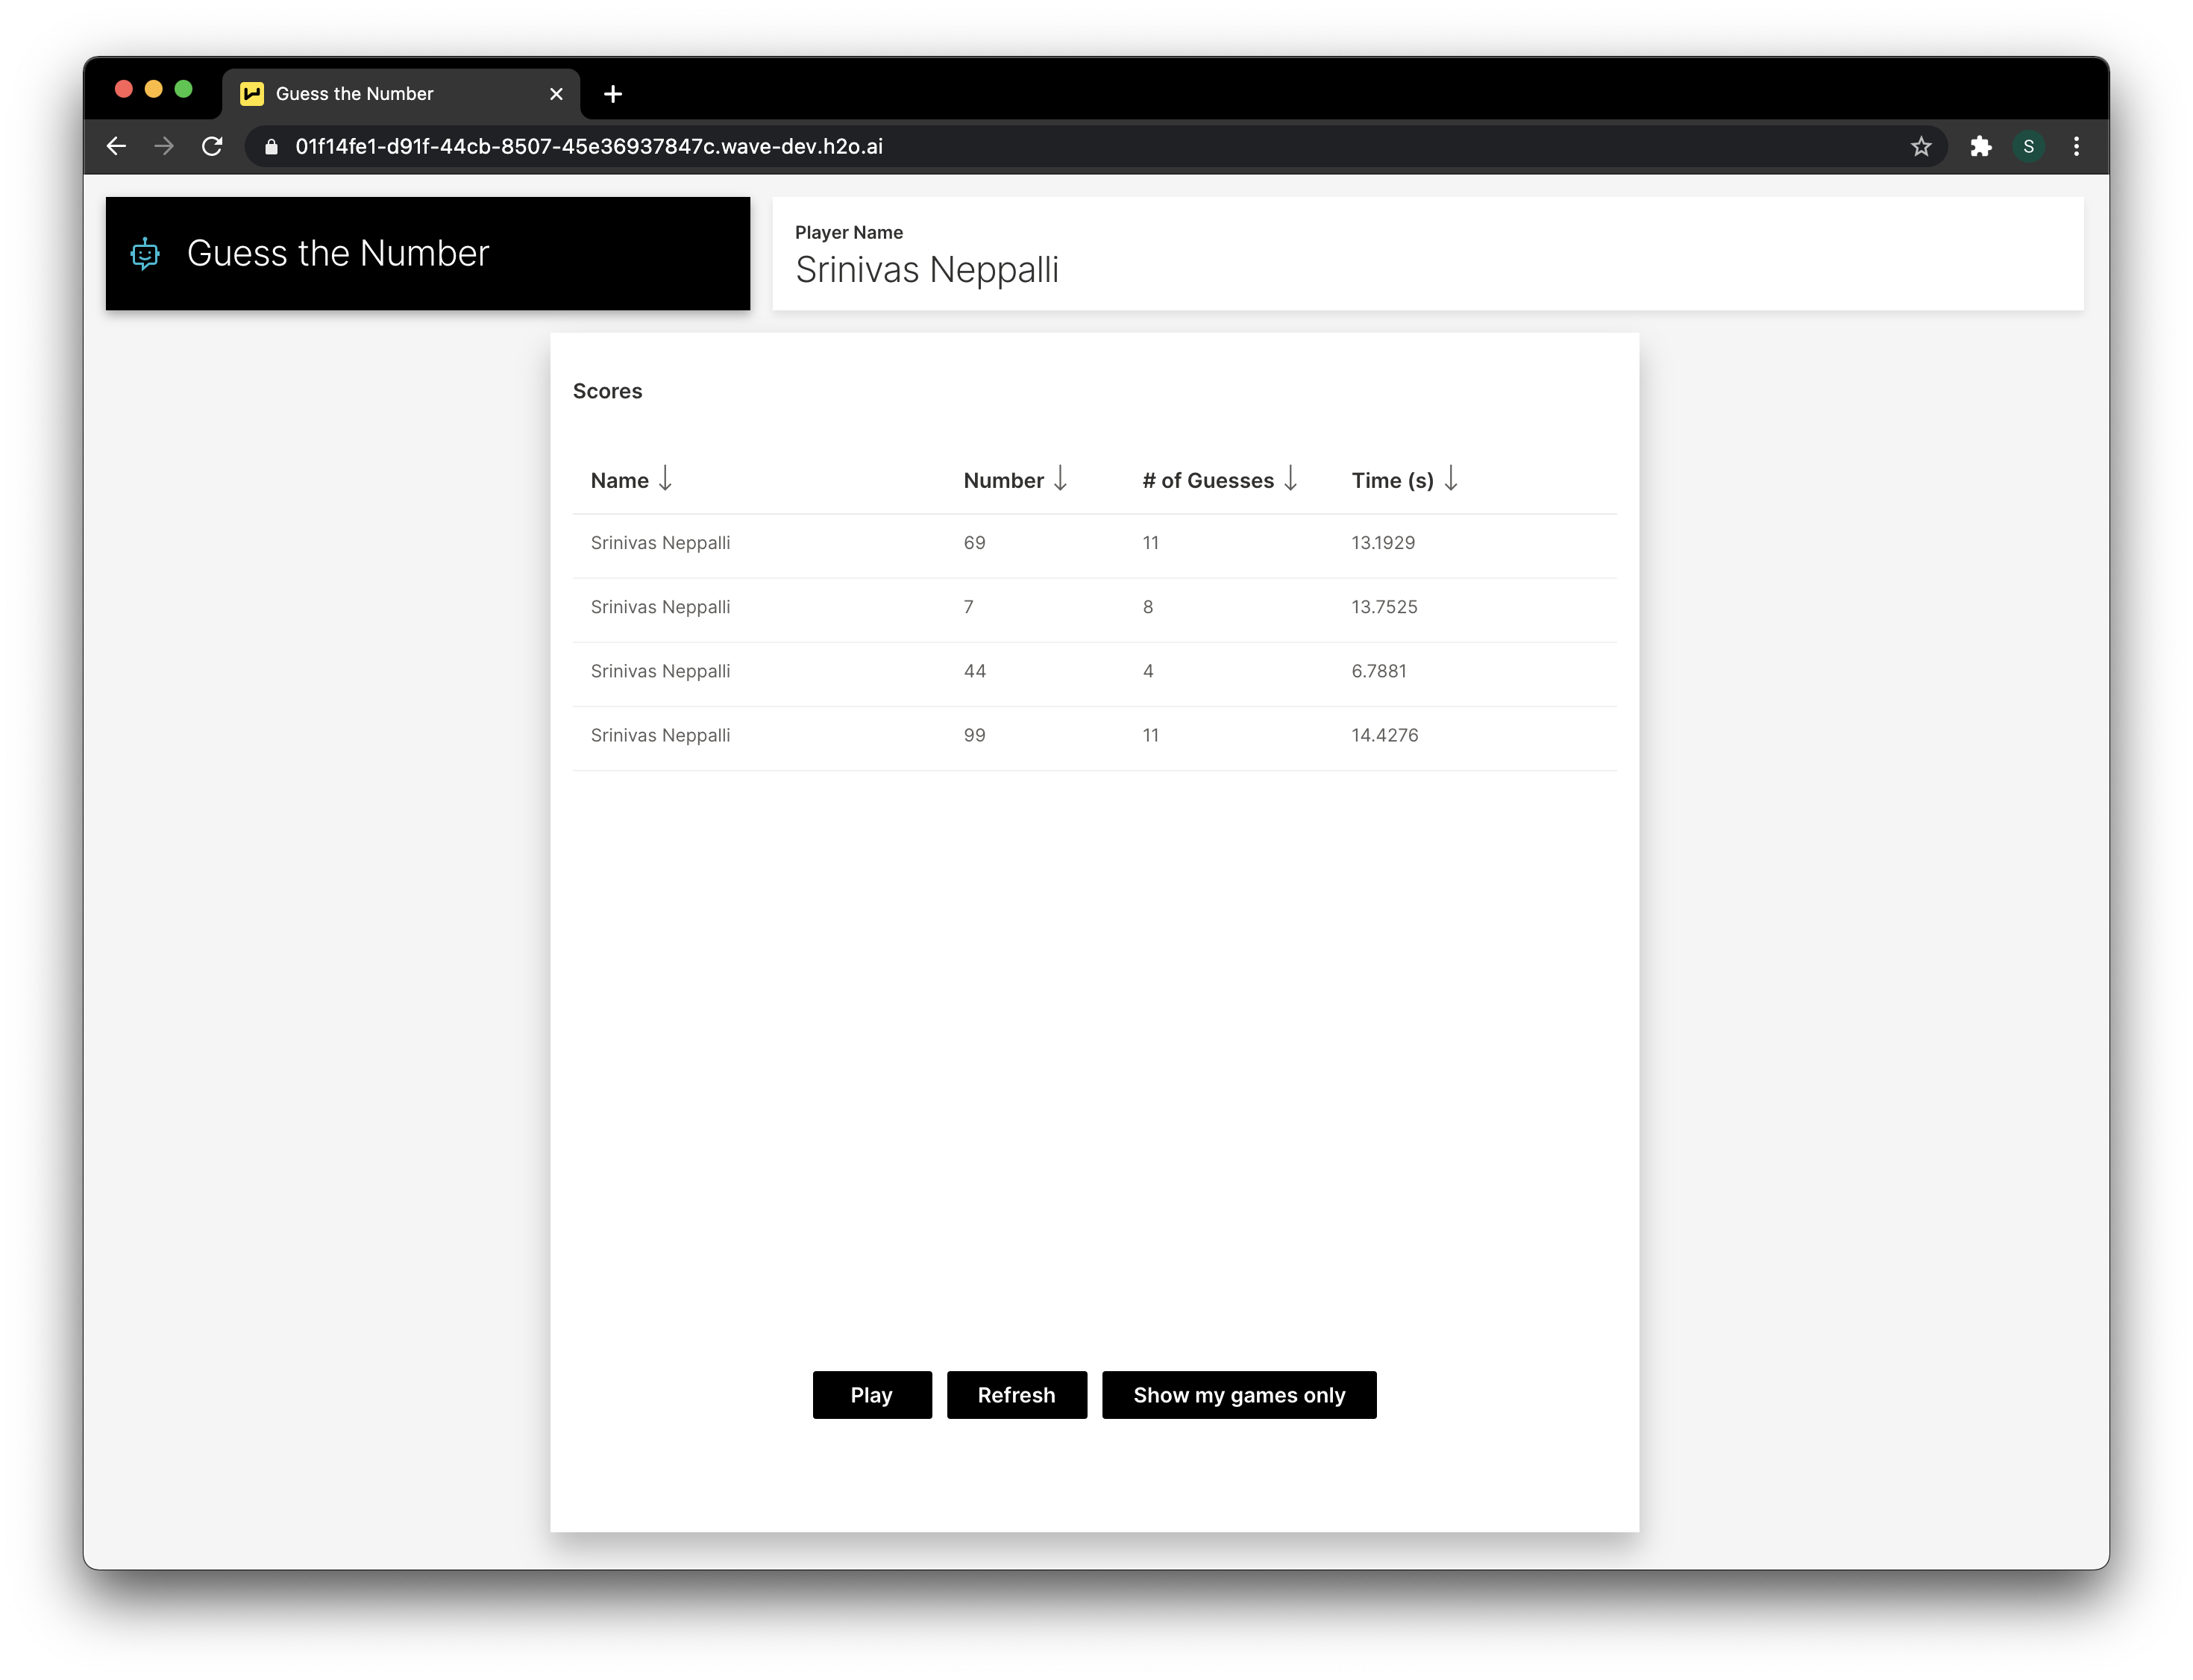 Guess the Number
01f14fe1-d91f-44cb-8507-45e36937847c.wave-dev.h2o.ai
S
Guess the Number
Player Name
Srinivas Neppalli
Scores
Name Number # of Guesses Time (s)
Srinivas Neppalli 69 11 13.1929
Srinivas Neppalli 7 8 13.7525
Srinivas Neppalli 44 4 6.7881
Srinivas Neppalli 99 11 14.4276
Play Refresh Show my games only